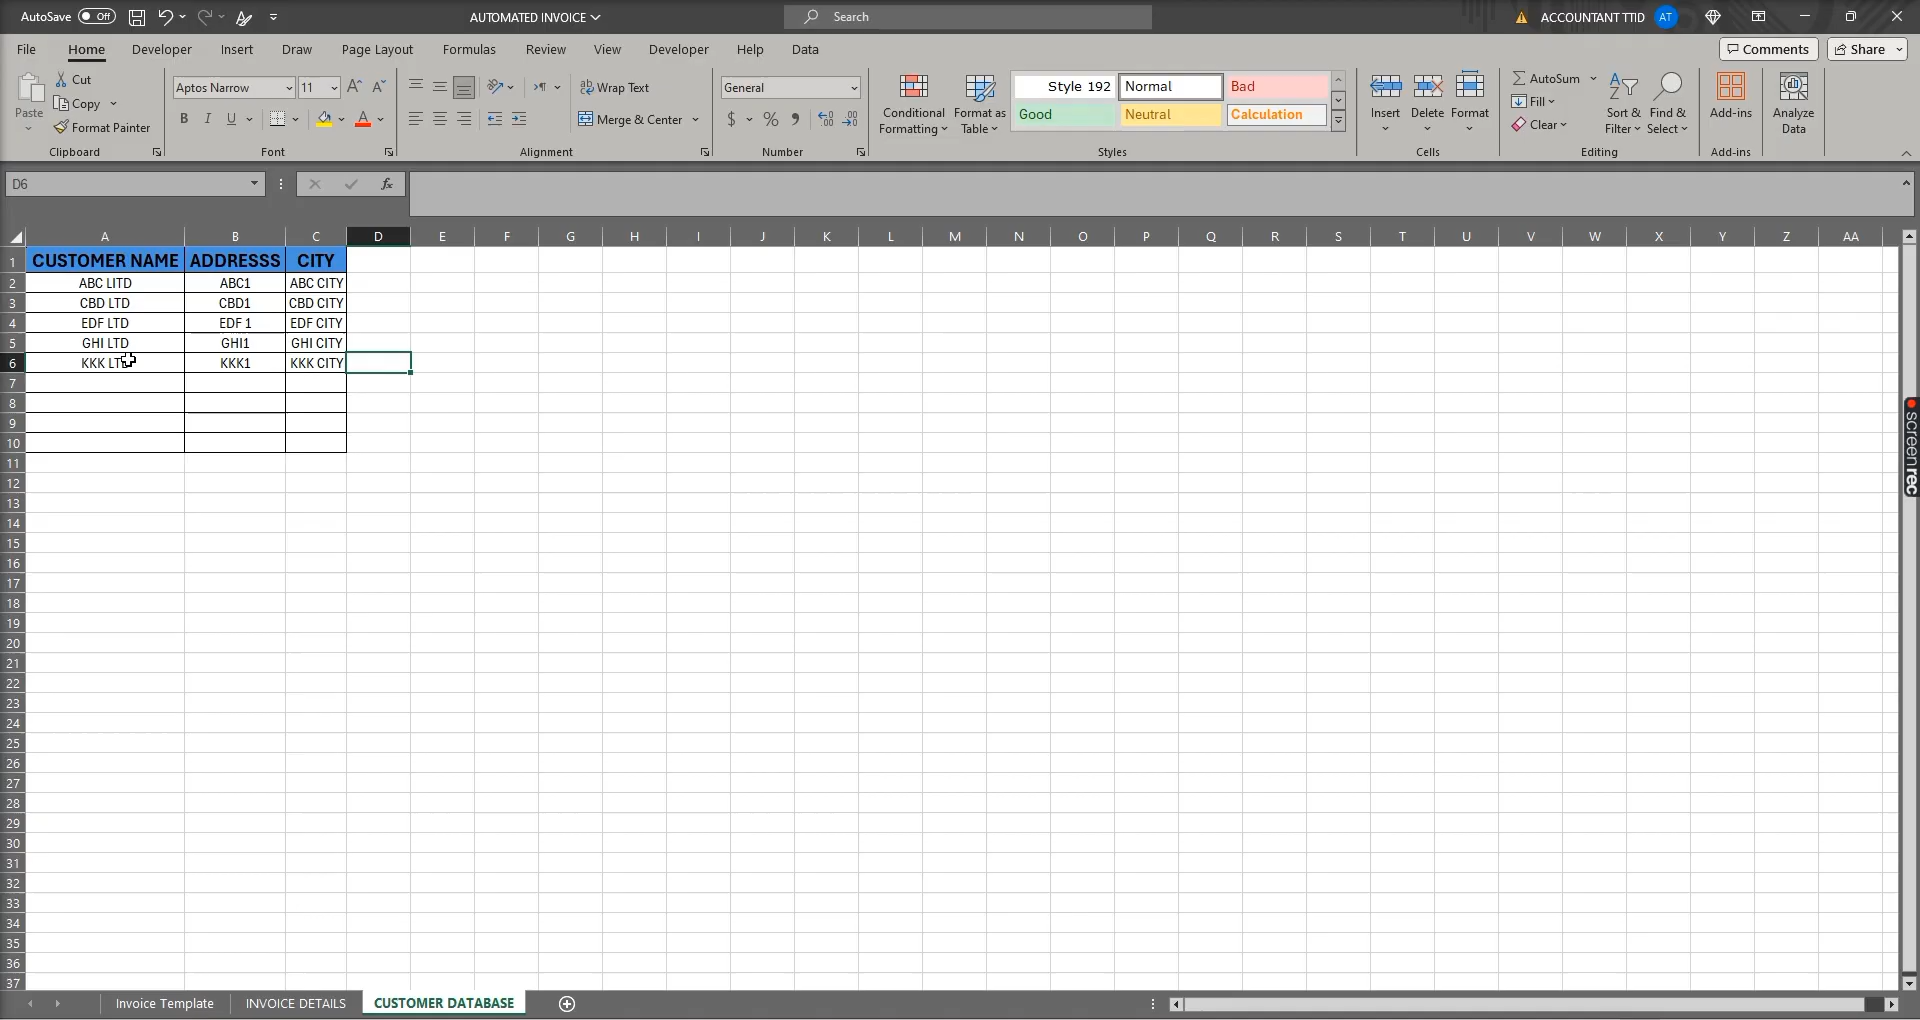 AutoSave Off AUTOMATED INVOICE Search ACCOUNTANT TTID AT
File Home Developer Insert Draw Page Layout Formulas Review View Developer Help Data Comments Share
Paste Cut Copy Format Painter
Clipboard
Aptos Narrow 11
B I U A A
Font
Wrap Text
Merge & Center
Alignment
General
$ % 9
Number
Conditional Formatting
Format as Table
Style 192 Normal Bad
Good Neutral Calculation
Styles
Insert Delete Format
Cells
AutoSum
Fill
Clear
Sort & Filter
Find & Select
Editing
Add-ins
Add-ins
Analyze Data
D6 fx
A B C D E F G H I J K L M N O P Q R S T U V W X Y Z AA
1 CUSTOMER NAME ADDRESSS CITY
2 ABC LITD ABC1 ABC CITY
3 CBD LTD CBD1 CBD CITY
4 EDF LTD EDF 1 EDF CITY
5 GHI LTD GHI1 GHI CITY
6 KKK LTD KKK1 KKK CITY
7
8
9
10
11
12
13
14
15
16
17
18
19
20
21
22
23
24
25
26
27
28
29
30
31
32
33
34
35
36
37
screenrec
Invoice Template INVOICE DETAILS CUSTOMER DATABASE